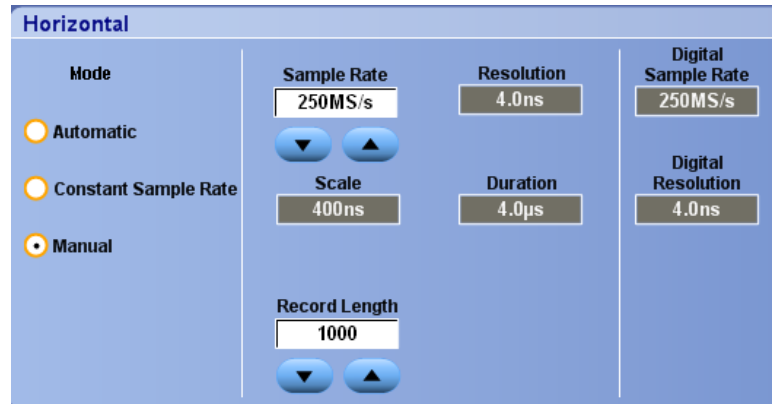 Horizontal
Mode
Automatic
Constant Sample Rate
Manual
Sample Rate
250MS/s
Scale
400ns
Record Length
1000
Resolution
4.0ns
Duration
4.0µs
Digital
Sample Rate
250MS/s
Digital
Resolution
4.0ns